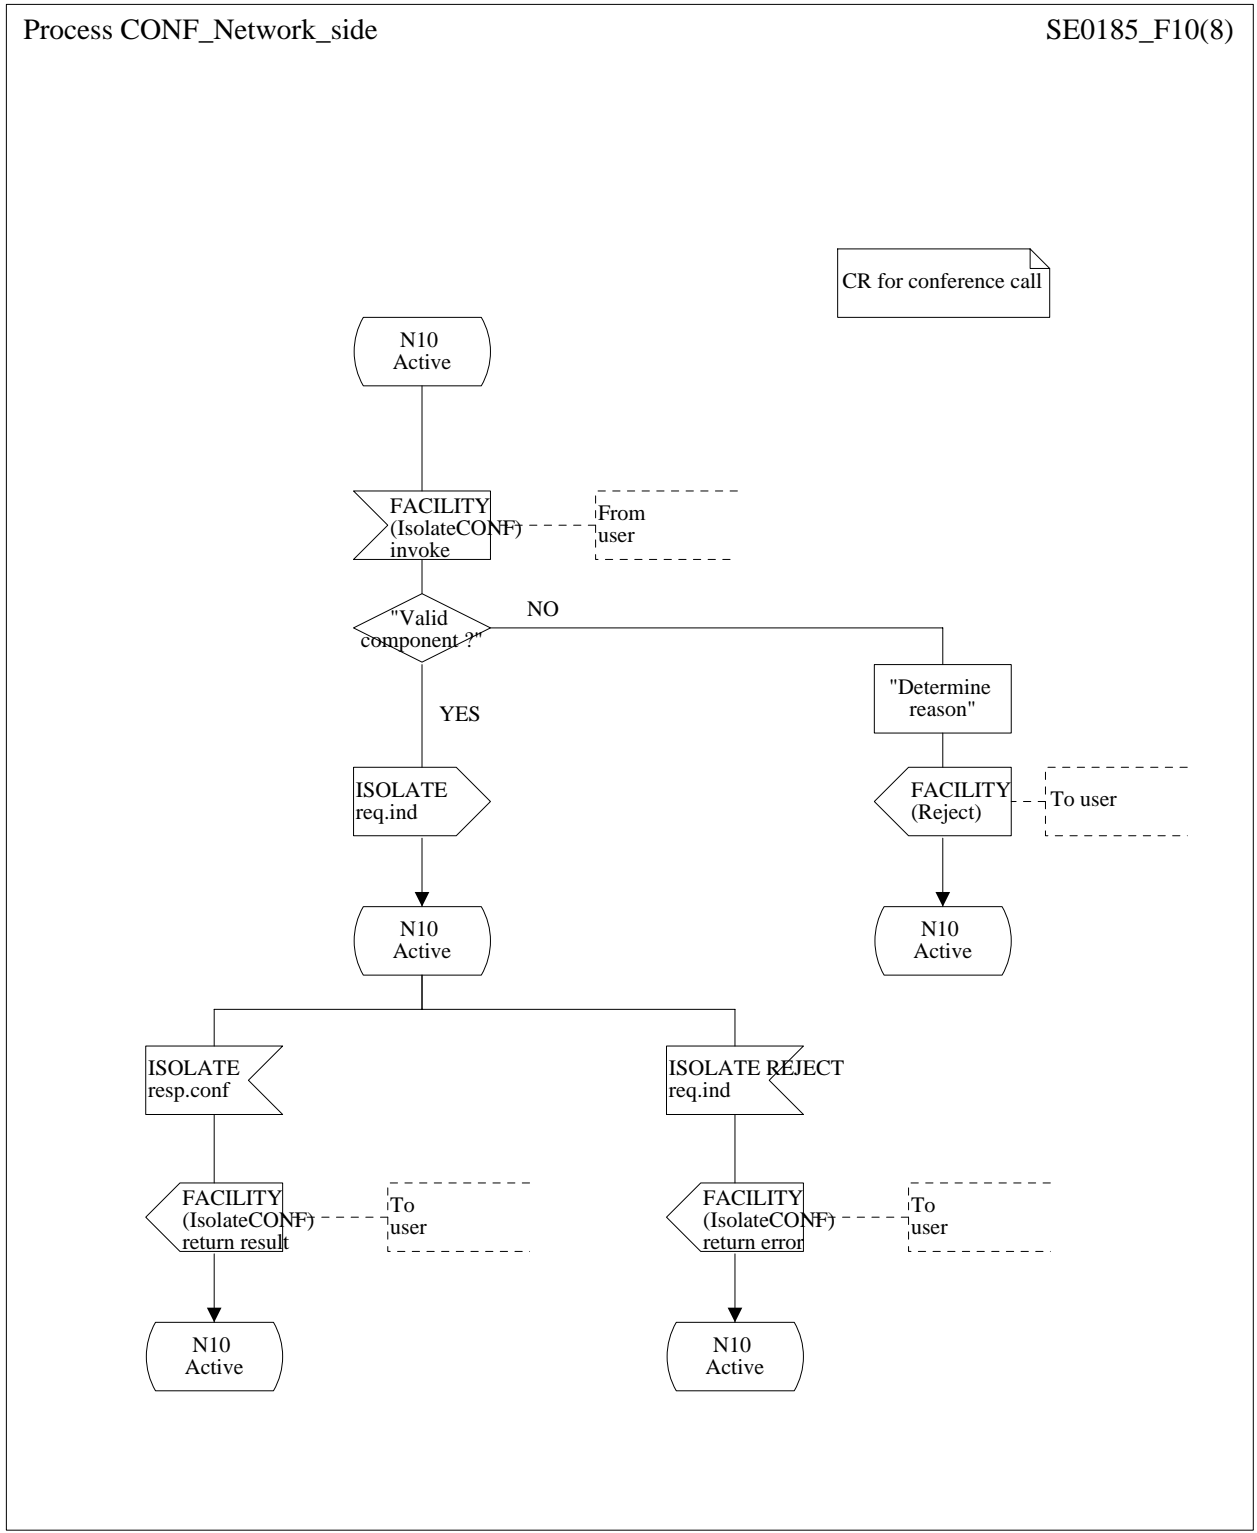 Process CONF_Network_side
SE0185_F10(8)
CR for conference call
N10
Active
FACILITY
(IsolateCONF)
invoke
From
user
"Valid
component ?"
NO
YES
"Determine
reason"
ISOLATE
req.ind
FACILITY
(Reject)
To user
N10
Active
N10
Active
ISOLATE
resp.conf
ISOLATE REJECT
req.ind
FACILITY
(IsolateCONF)
return result
To
user
FACILITY
(IsolateCONF)
return error
To
user
N10
Active
N10
Active